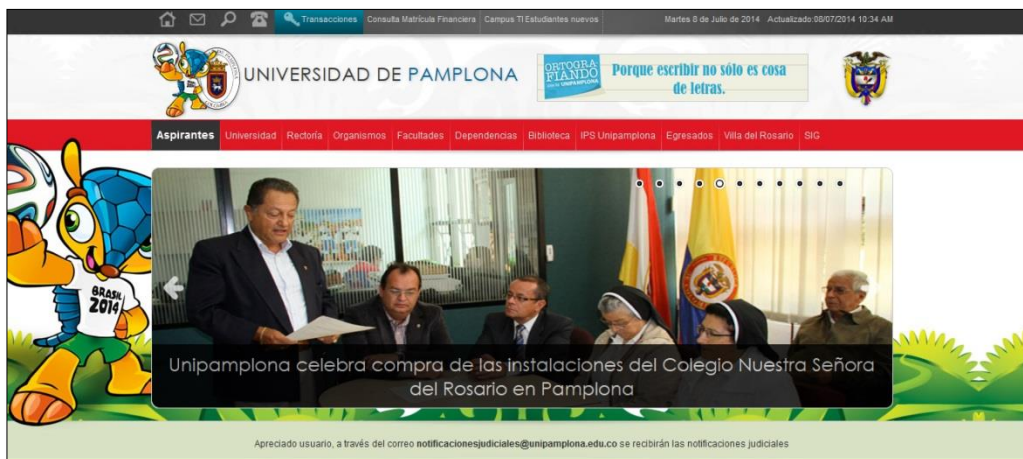 Transacciones
Consulta Matrícula Financiera
Campus TI Estudiantes nuevos
Martes 8 de Julio de 2014
Actualizado:08/07/2014 10:34 AM
UNIVERSIDAD DE PAMPLONA
ORTOGRA-
FIANDO
Porque escribir no sólo es cosa
de letras.
Aspirantes
Universidad
Rectoría
Organismos
Facultades
Dependencias
Biblioteca
IPS Unipamplona
Egresados
Villa del Rosario
SIG
BRASIL
2014
Unipamplona celebra compra de las instalaciones del Colegio Nuestra Señora
del Rosario en Pamplona
Apreciado usuario, a través del correo notificacionesjudiciales@unipamplona.edu.co se recibirán las notificaciones judiciales